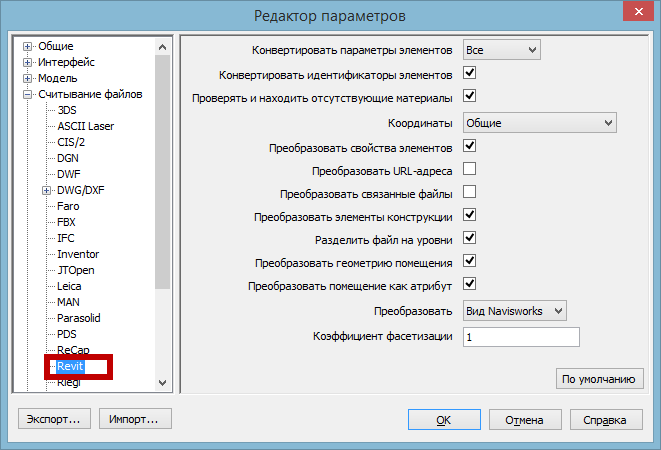 Редактор параметров
Общие
Интерфейс
Модель
Считывание файлов
3DS
ASCII Laser
CIS/2
DGN
DWF
DWG/DXF
Faro
FBX
IFC
Inventor
JTOpen
Leica
MAN
Parasolid
PDS
ReCap
Revit
Riegl
Конвертировать параметры элементов Все
Конвертировать идентификаторы элементов
Проверять и находить отсутствующие материалы
Координаты Общие
Преобразовать свойства элементов
Преобразовать URL-адреса
Преобразовать связанные файлы
Преобразовать элементы конструкции
Разделить файл на уровни
Преобразовать геометрию помещения
Преобразовать помещение как атрибут
Преобразовать Вид Navisworks
Коэффициент фасетизации 1
По умолчанию
Экспорт... Импорт... OK Отмена Справка